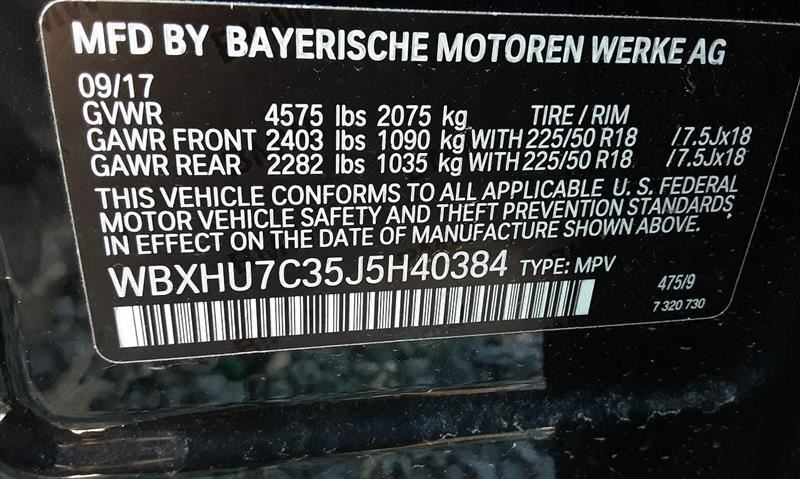 MFD BY BAYERISCHE MOTOREN WERKE AG
09/17
GVWR 4575 lbs 2075 kg TIRE / RIM
GAWR FRONT 2403 lbs 1090 kg WITH 225/50 R18 /7.5Jx18
GAWR REAR 2282 lbs 1035 kg WITH 225/50 R18 /7.5Jx18
THIS VEHICLE CONFORMS TO ALL APPLICABLE U. S. FEDERAL
MOTOR VEHICLE SAFETY AND THEFT PREVENTION STANDARDS
IN EFFECT ON THE DATE OF MANUFACTURE SHOWN ABOVE.
WBXHU7C35J5H40384 TYPE: MPV 475/9
7 320 730